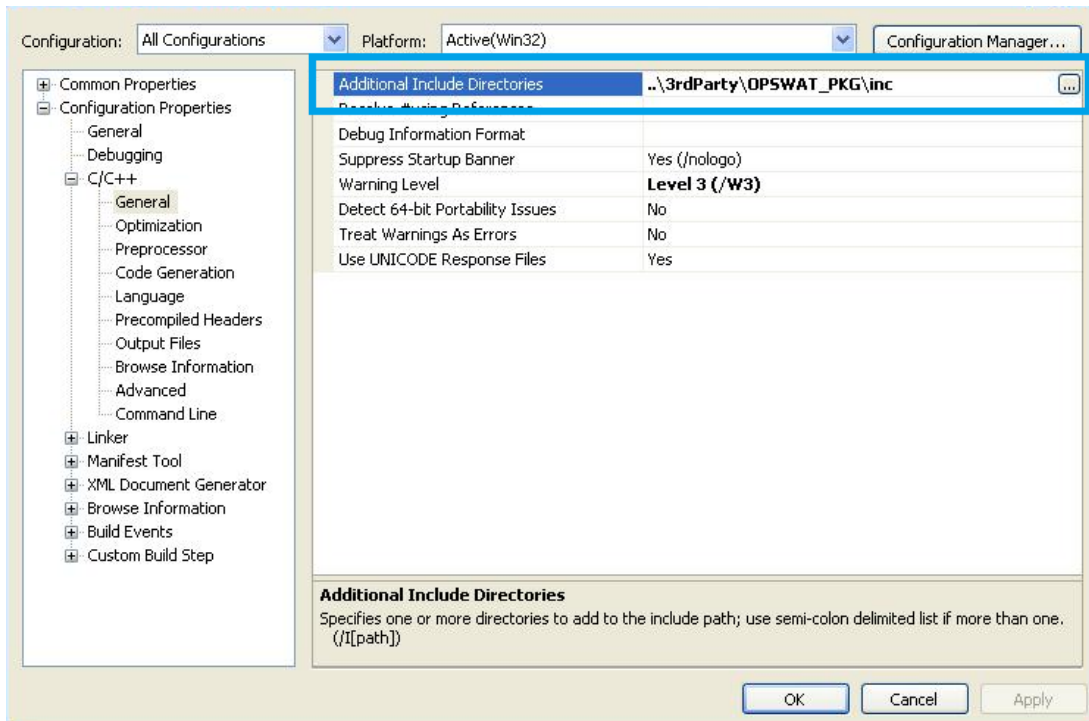 Configuration: All Configurations Platform: Active(Win32) Configuration Manager...
Common Properties
Configuration Properties
General
Debugging
C/C++
General
Optimization
Preprocessor
Code Generation
Language
Precompiled Headers
Output Files
Browse Information
Advanced
Command Line
Linker
Manifest Tool
XML Document Generator
Browse Information
Build Events
Custom Build Step
Additional Include Directories ..\3rdParty\OPSWAT_PKG\inc ...
Resolve #using References
Debug Information Format
Suppress Startup Banner Yes (/nologo)
Warning Level Level 3 (/W3)
Detect 64-bit Portability Issues No
Treat Warnings As Errors No
Use UNICODE Response Files Yes
Additional Include Directories
Specifies one or more directories to add to the include path; use semi-colon delimited list if more than one.
(/I[path])
OK Cancel Apply